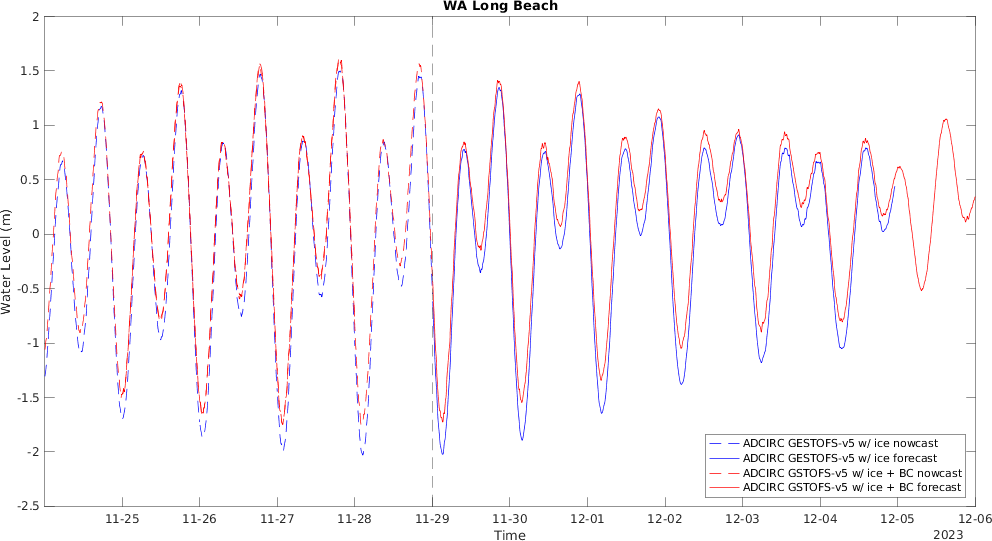 WA Long Beach
2
1.5
1
0.5
0
-0.5
-1
-1.5
-2
-2.5
Water Level (m)
11-25 11-26 11-27 11-28 11-29 11-30 12-01 12-02 12-03 12-04 12-05 12-06
Time
2023
ADCIRC GESTOFS-v5 w/ ice nowcast
ADCIRC GESTOFS-v5 w/ ice forecast
ADCIRC GSTOFS-v5 w/ ice + BC nowcast
ADCIRC GSTOFS-v5 w/ ice + BC forecast